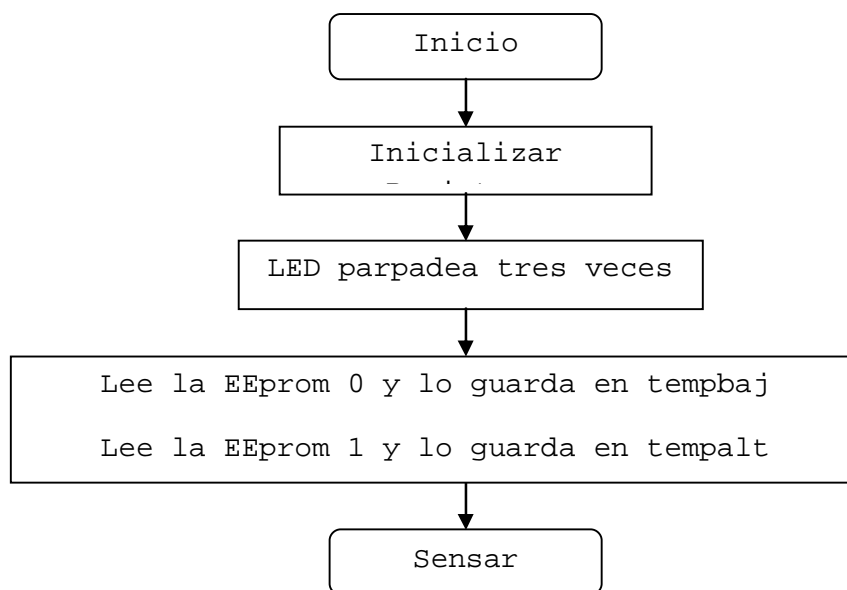 Inicio
Inicializar
LED parpadea tres veces
Lee la EEprom 0 y lo guarda en tempbaj
Lee la EEprom 1 y lo guarda en tempalt
Sensar